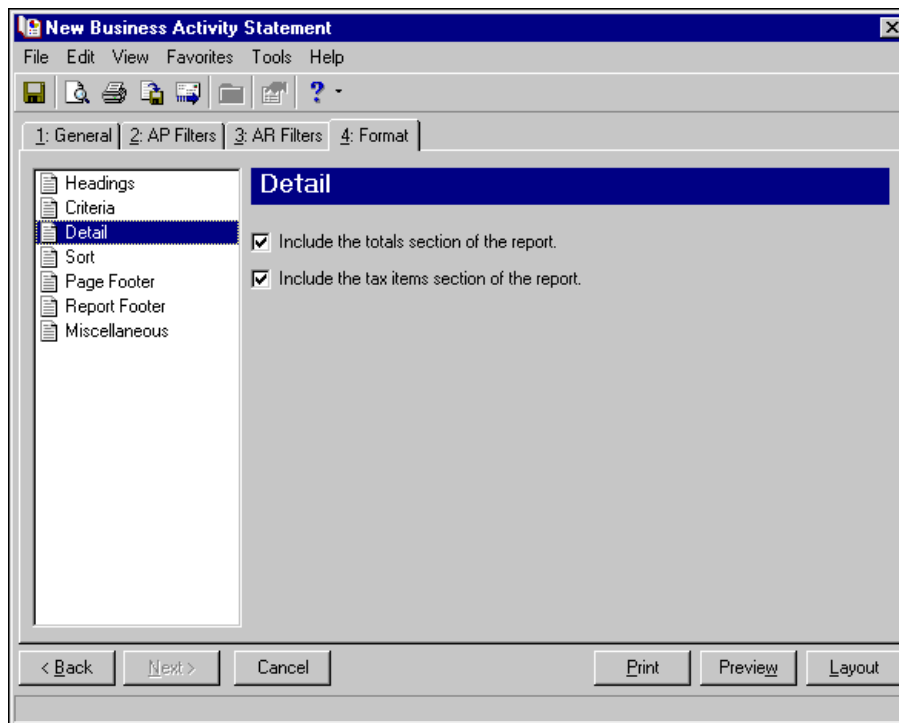 New Business Activity Statement
File Edit View Favorites Tools Help
?
1: General 2: AP Filters 3: AR Filters 4: Format
Headings
Criteria
Detail
Sort
Page Footer
Report Footer
Miscellaneous
Detail
Include the totals section of the report.
Include the tax items section of the report.
< Back Next > Cancel Print Preview Layout